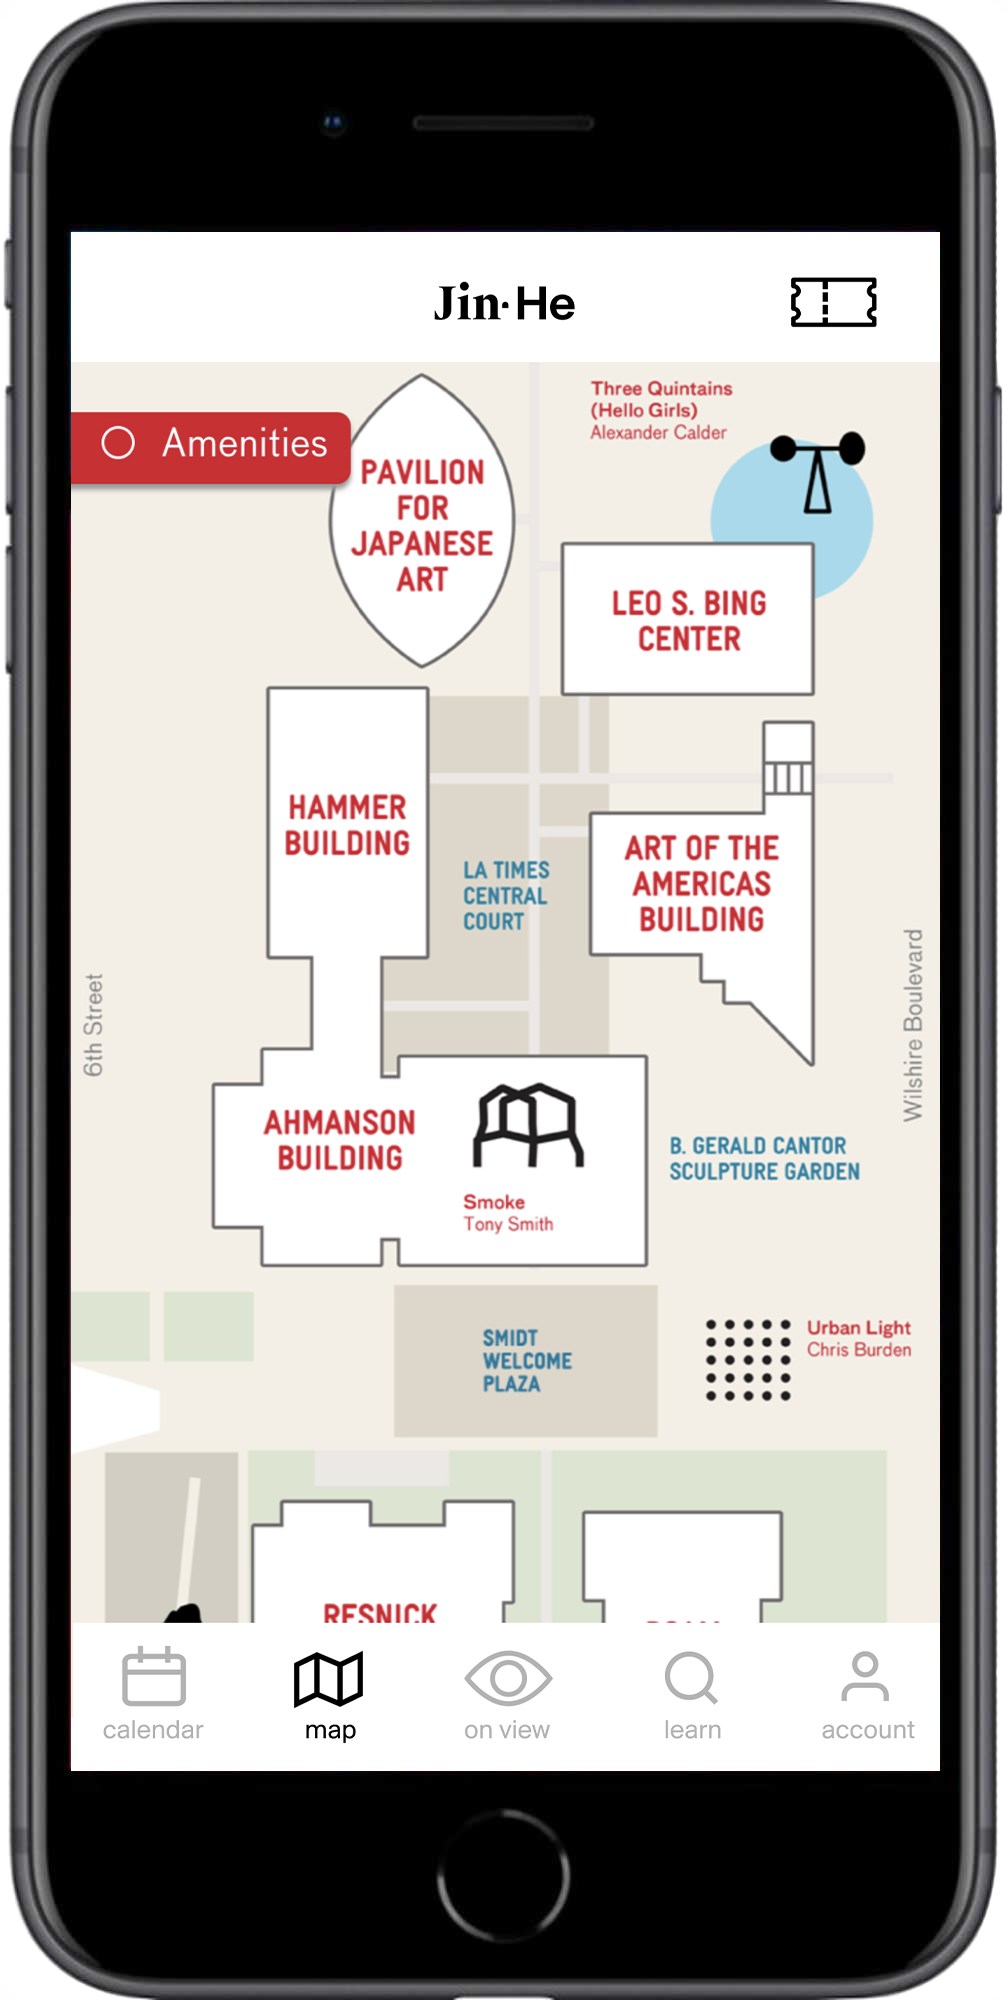 Jin·He
Three Quintains
(Hello Girls)
Alexander Calder
Amenities
PAVILION
FOR
JAPANESE
ART
LEO S. BING
CENTER
HAMMER
BUILDING
ART OF THE
AMERICAS
BUILDING
LA TIMES
CENTRAL
COURT
6th Street
Wilshire Boulevard
AHMANSON
BUILDING
Smoke
Tony Smith
B. GERALD CANTOR
SCULPTURE GARDEN
SMIDT
WELCOME
PLAZA
Urban Light
Chris Burden
RESNICK
calendar
map
on view
learn
account